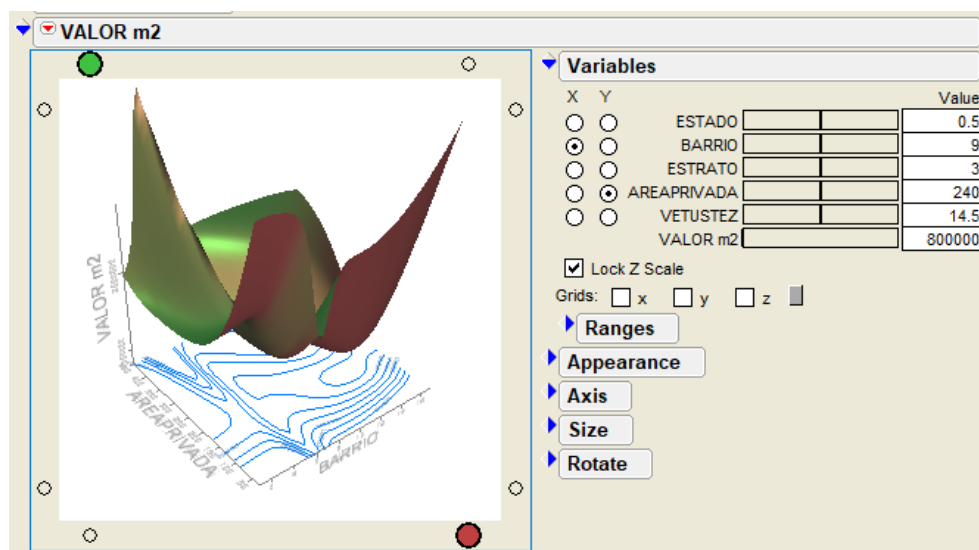 VALOR m2
Variables
X Y Value
ESTADO 0.5
BARRIO 9
ESTRATO 3
AREAPRIVADA 240
VETUSTEZ 14.5
VALOR m2 800000
Lock Z Scale
Grids: x y z
Ranges
Appearance
Axis
Size
Rotate
VALOR m2
AREAPRIVADA
BARRIO